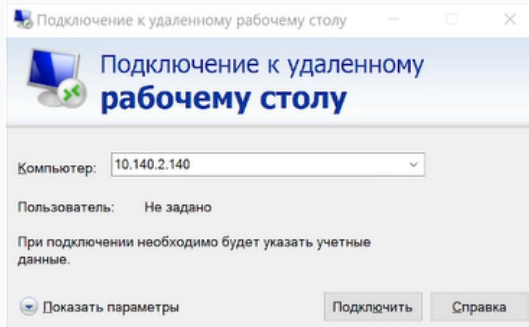 Подключение к удаленному рабочему столу
Подключение к удаленному
рабочему столу
Компьютер: 10.140.2.140
Пользователь: Не задано
При подключении необходимо будет указать учетные
данные.
Показать параметры Подключить Справка